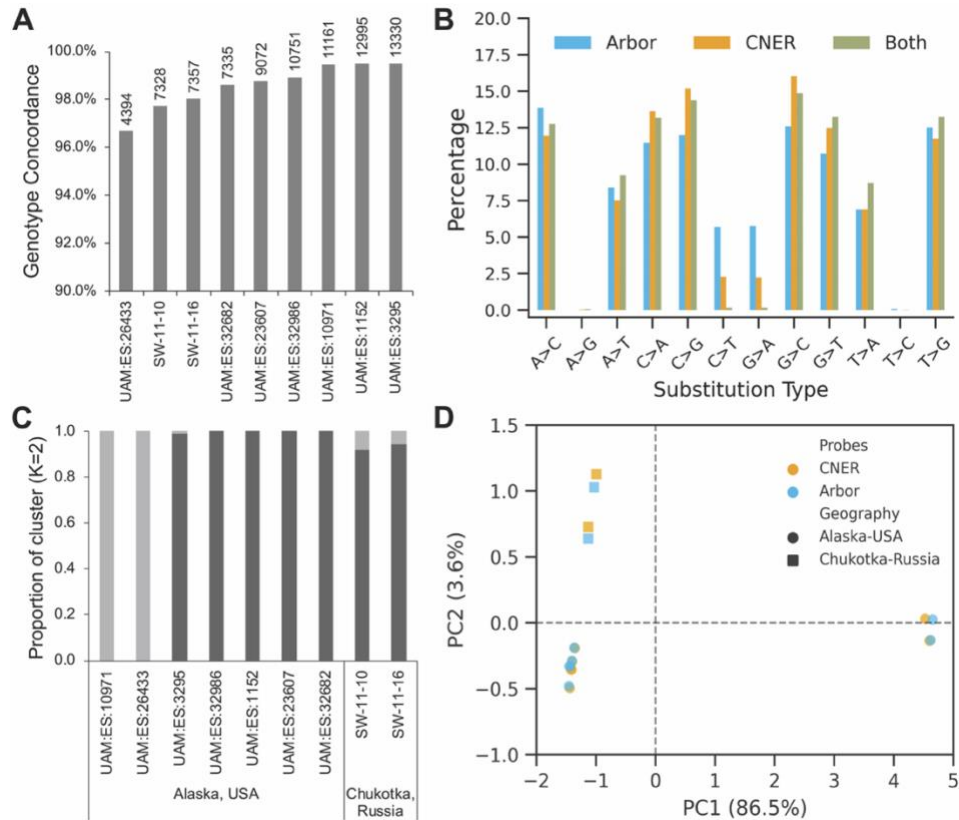 A
100.0%
98.0%
96.0%
94.0%
92.0%
90.0%
Genotype Concordance
4394
7328
7357
7335
9072
10751
11161
12995
13330
UAM:ES:26433
SW-11-10
SW-11-16
UAM:ES:32682
UAM:ES:23607
UAM:ES:32986
UAM:ES:10971
UAM:ES:1152
UAM:ES:3295
B
20.0
17.5
15.0
12.5
10.0
7.5
5.0
2.5
0.0
Percentage
Arbor CNER Both
A>C
A>G
A>T
C>A
C>G
C>T
G>A
G>C
G>T
T>A
T>C
T>G
Substitution Type
C
1.0
0.8
0.6
0.4
0.2
0.0
Proportion of cluster (K=2)
UAM:ES:10971
UAM:ES:26433
UAM:ES:3295
UAM:ES:32986
UAM:ES:1152
UAM:ES:23607
UAM:ES:32682
SW-11-10
SW-11-16
Alaska, USA
Chukotka,
Russia
D
1.5
1.0
0.5
0.0
−0.5
−1.0
PC2 (3.6%)
Probes
CNER
Arbor
Geography
Alaska-USA
Chukotka-Russia
−2 −1 0 1 2 3 4 5
PC1 (86.5%)